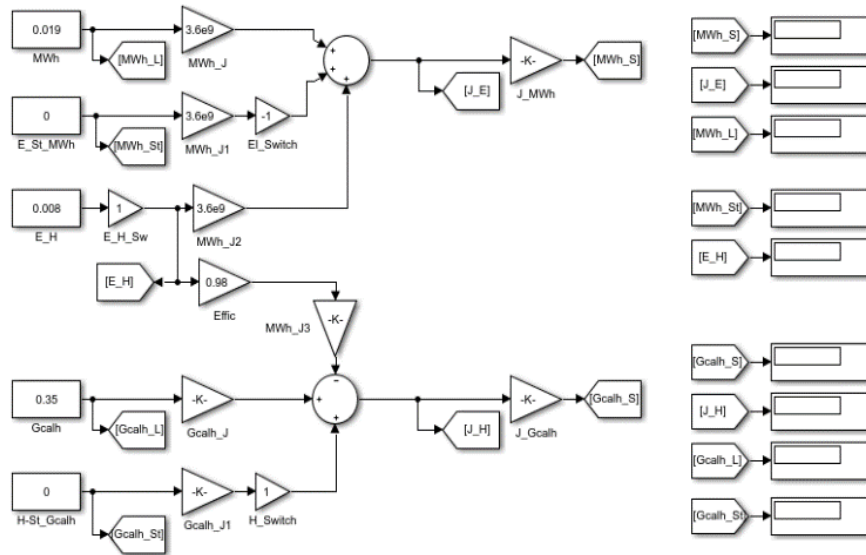 0.019
MWh
[MWh_L]
3.6e9
MWh_J
+
+
+
[J_E]
-K-
J_MWh
[MWh_S]
0
E_St_MWh
[MWh_St]
3.6e9
MWh_J1
-1
El_Switch
0.008
E_H
1
E_H_Sw
3.6e9
MWh_J2
[E_H]
0.98
Effic
-K-
MWh_J3
0.35
Gcalh
[Gcalh_L]
-K-
Gcalh_J
−
+
+
[J_H]
-K-
J_Gcalh
[Gcalh_S]
0
H-St_Gcalh
[Gcalh_St]
-K-
Gcalh_J1
1
H_Switch
[MWh_S]
[J_E]
[MWh_L]
[MWh_St]
[E_H]
[Gcalh_S]
[J_H]
[Gcalh_L]
[Gcalh_St]